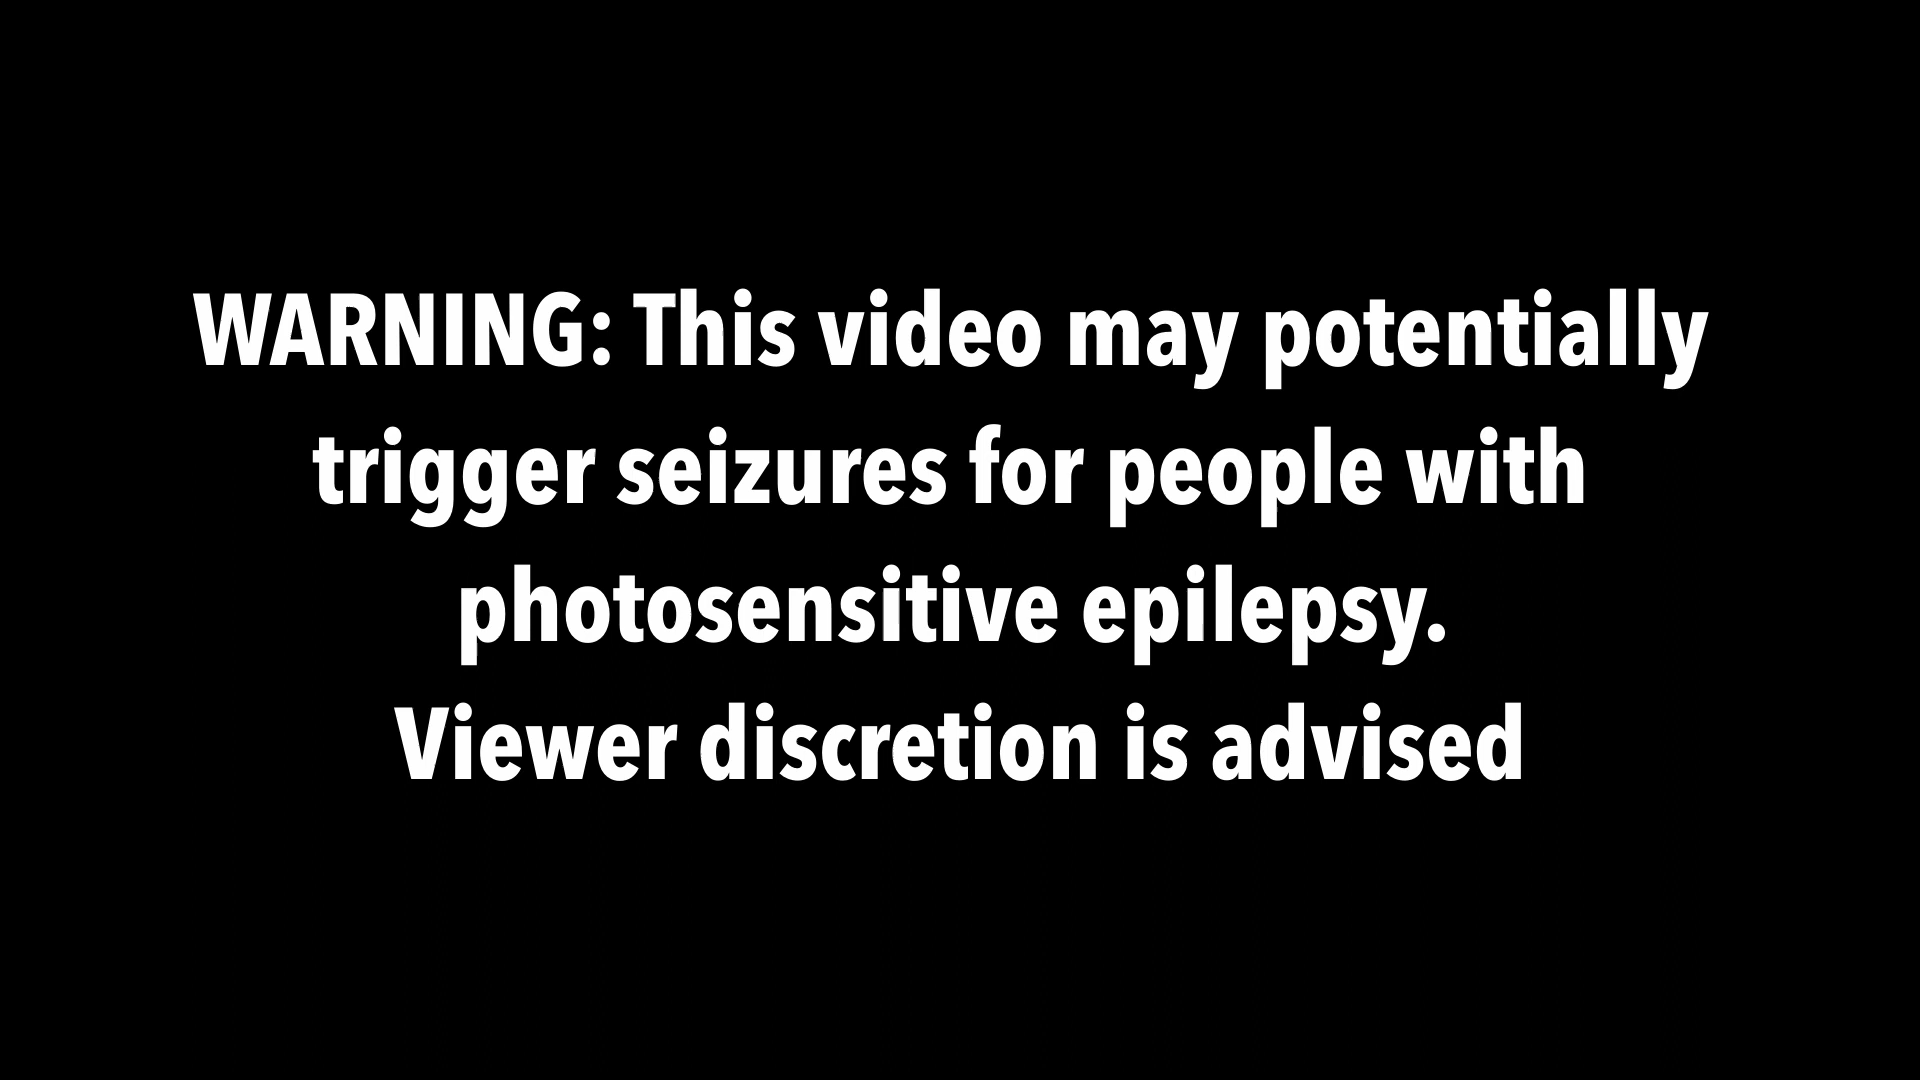 WARNING: This video may potentially
trigger seizures for people with
photosensitive epilepsy.
Viewer discretion is advised